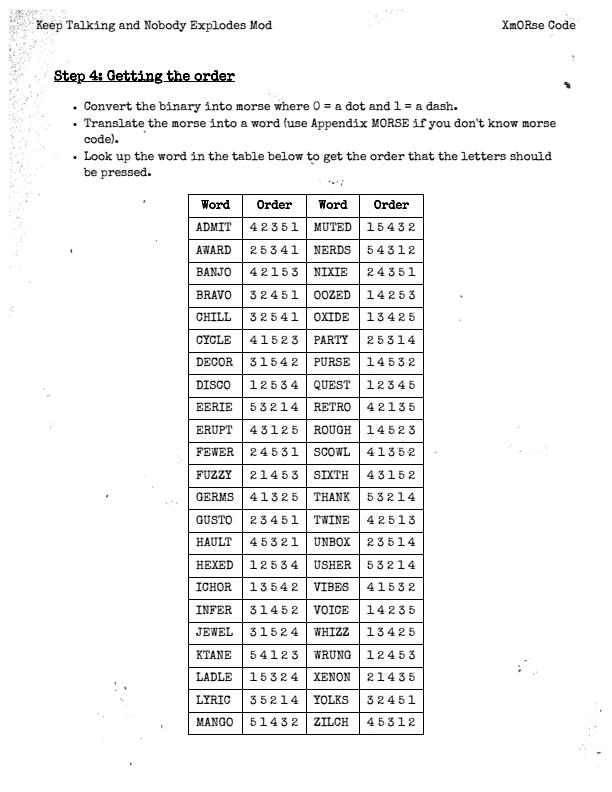 Keep Talking and Nobody Explodes Mod XmORse Code
Step 4: Getting the order
• Convert the binary into morse where 0 = a dot and 1 = a dash.
• Translate the morse into a word (use Appendix MORSE if you don't know morse
code).
• Look up the word in the table below to get the order that the letters should
be pressed.
Word Order Word Order
ADMIT 4 2 3 5 1 MUTED 1 5 4 3 2
AWARD 2 5 3 4 1 NERDS 5 4 3 1 2
BANJO 4 2 1 5 3 NIXIE 2 4 3 5 1
BRAVO 3 2 4 5 1 OOZED 1 4 2 5 3
CHILL 3 2 5 4 1 OXIDE 1 3 4 2 5
CYCLE 4 1 5 2 3 PARTY 2 5 3 1 4
DECOR 3 1 5 4 2 PURSE 1 4 5 3 2
DISCO 1 2 5 3 4 QUEST 1 2 3 4 5
EERIE 5 3 2 1 4 RETRO 4 2 1 3 5
ERUPT 4 3 1 2 5 ROUGH 1 4 5 2 3
FEWER 2 4 5 3 1 SCOWL 4 1 3 5 2
FUZZY 2 1 4 5 3 SIXTH 4 3 1 5 2
GERMS 4 1 3 2 5 THANK 5 3 2 1 4
GUSTO 2 3 4 5 1 TWINE 4 2 5 1 3
HAULT 4 5 3 2 1 UNBOX 2 3 5 1 4
HEXED 1 2 5 3 4 USHER 5 3 2 1 4
ICHOR 1 3 5 4 2 VIBES 4 1 5 3 2
INFER 3 1 4 5 2 VOICE 1 4 2 3 5
JEWEL 3 1 5 2 4 WHIZZ 1 3 4 2 5
KTANE 5 4 1 2 3 WRUNG 1 2 4 5 3
LADLE 1 5 3 2 4 XENON 2 1 4 3 5
LYRIC 3 5 2 1 4 YOLKS 3 2 4 5 1
MANGO 5 1 4 3 2 ZILCH 4 5 3 1 2